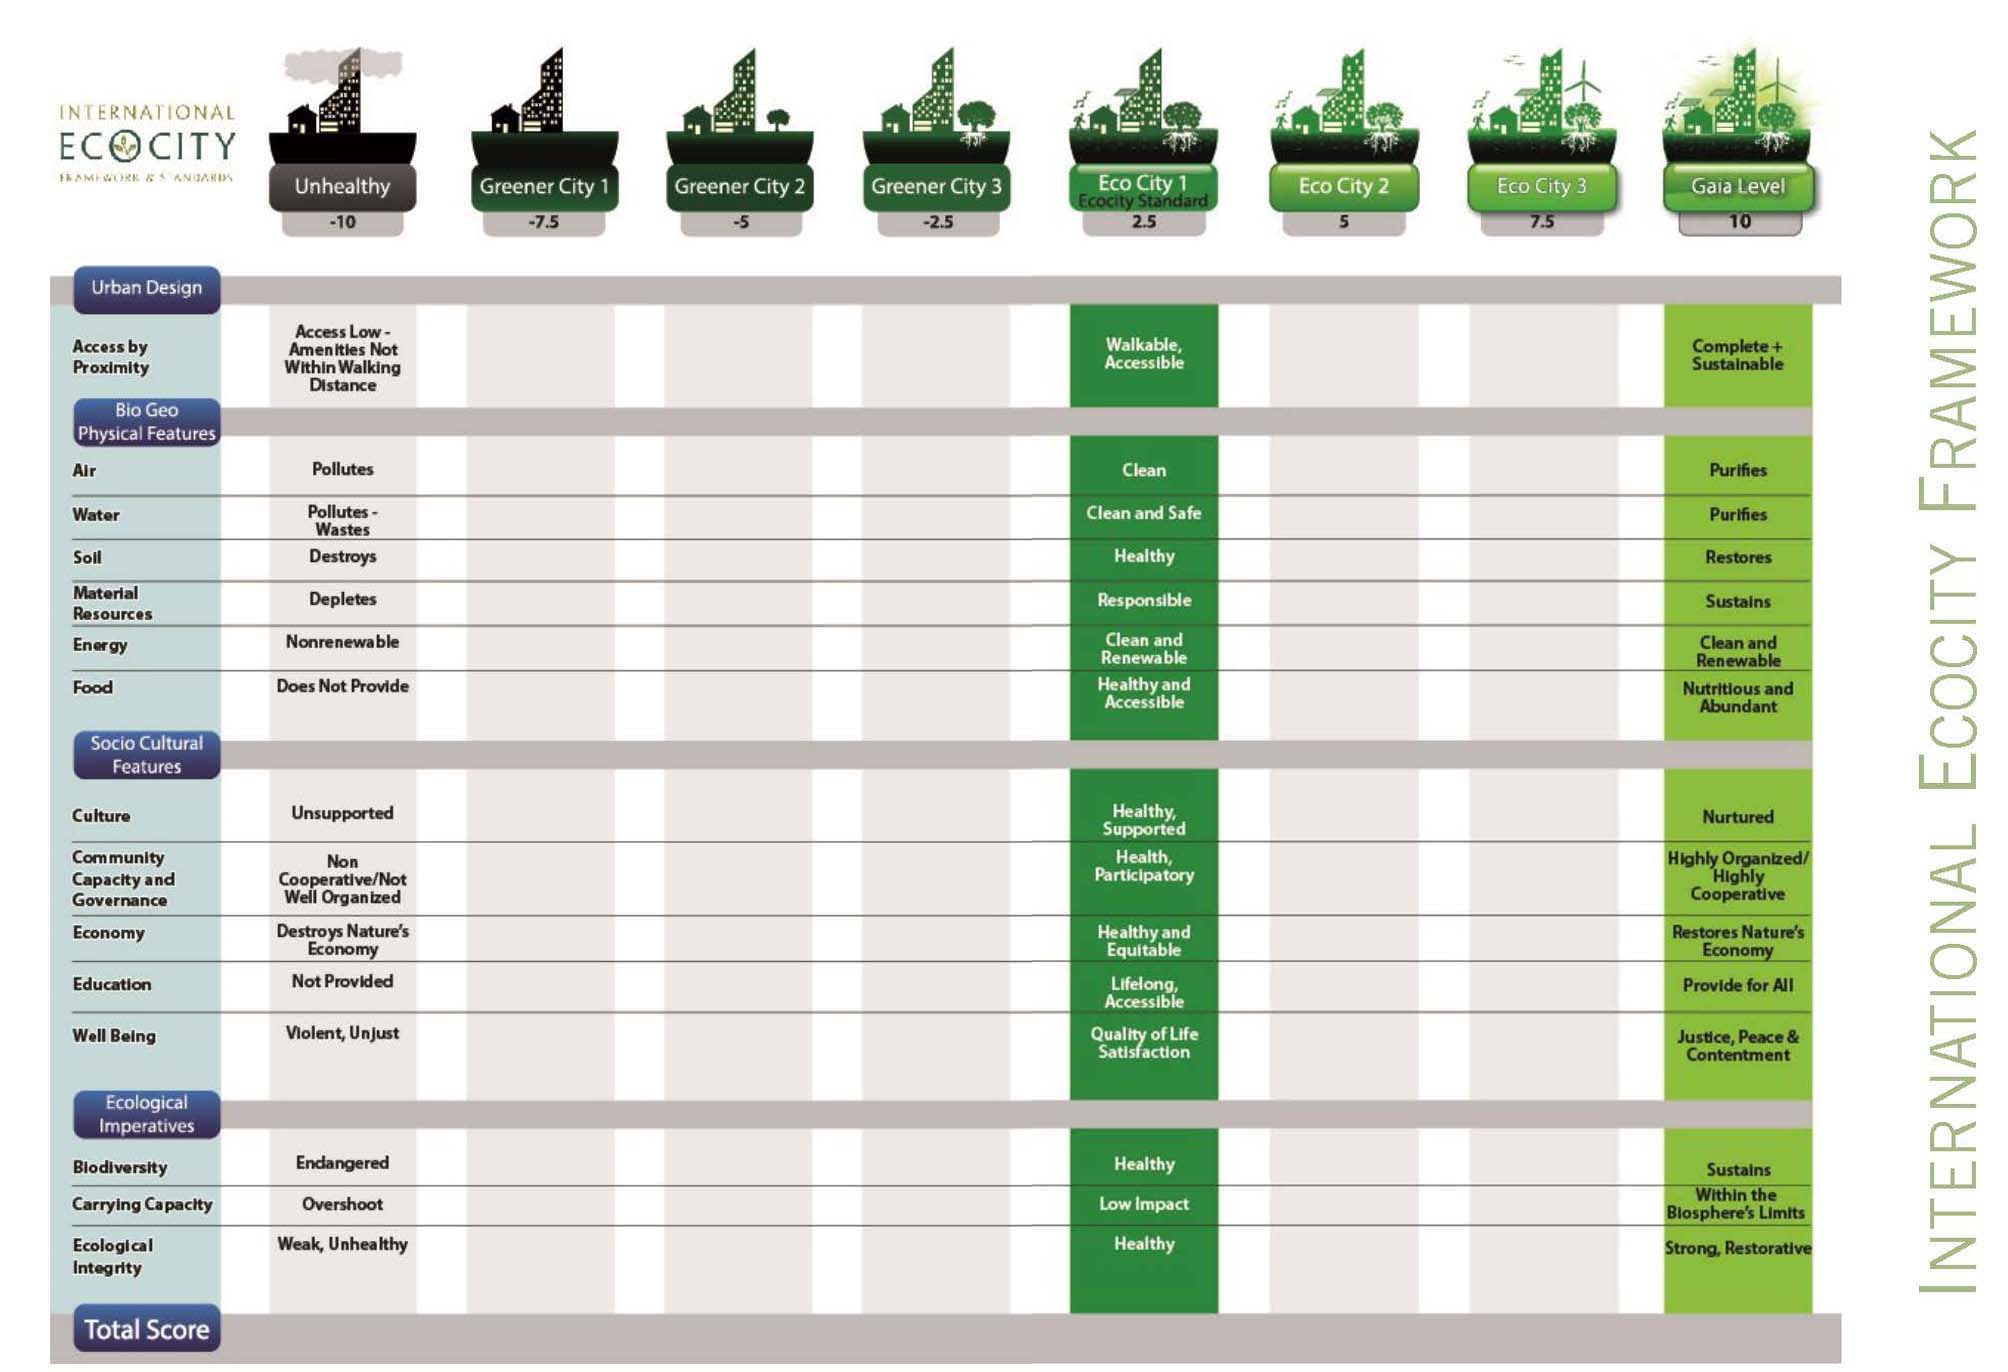 INTERNATIONAL
ECOCITY
FRAMEWORK & STANDARDS
Unhealthy
-10
Greener City 1
-7.5
Greener City 2
-5
Greener City 3
-2.5
Eco City 1
Ecocity Standard
2.5
Eco City 2
5
Eco City 3
7.5
Gaia Level
10
Urban Design
Access by
Proximity
Access Low -
Amenities Not
Within Walking
Distance
Walkable,
Accessible
Complete +
Sustainable
Bio Geo
Physical Features
Air
Pollutes
Clean
Purifies
Water
Pollutes -
Wastes
Clean and Safe
Purifies
Soil
Destroys
Healthy
Restores
Material
Resources
Depletes
Responsible
Sustains
Energy
Nonrenewable
Clean and
Renewable
Clean and
Renewable
Food
Does Not Provide
Healthy and
Accessible
Nutritious and
Abundant
Socio Cultural
Features
Culture
Unsupported
Healthy,
Supported
Nurtured
Community
Capacity and
Governance
Non
Cooperative/Not
Well Organized
Health,
Participatory
Highly Organized/
Highly
Cooperative
Economy
Destroys Nature's
Economy
Healthy and
Equitable
Restores Nature's
Economy
Education
Not Provided
Lifelong,
Accessible
Provide for All
Well Being
Violent, Unjust
Quality of Life
Satisfaction
Justice, Peace &
Contentment
Ecological
Imperatives
Biodiversity
Endangered
Healthy
Sustains
Carrying Capacity
Overshoot
Low Impact
Within the
Biosphere's Limits
Ecological
Integrity
Weak, Unhealthy
Healthy
Strong, Restorative
Total Score
INTERNATIONAL ECOCITY FRAMEWORK